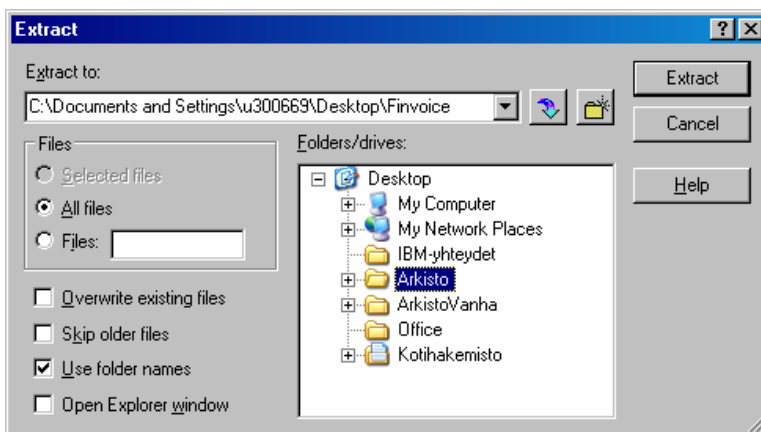 Extract
Extract to:
C:\Documents and Settings\u300669\Desktop\Finvoice
Extract
Cancel
Help
Files
Selected files
All files
Files:
Overwrite existing files
Skip older files
Use folder names
Open Explorer window
Folders/drives:
Desktop
My Computer
My Network Places
IBM-yhteydet
Arkisto
ArkistoVanha
Office
Kotihakemisto